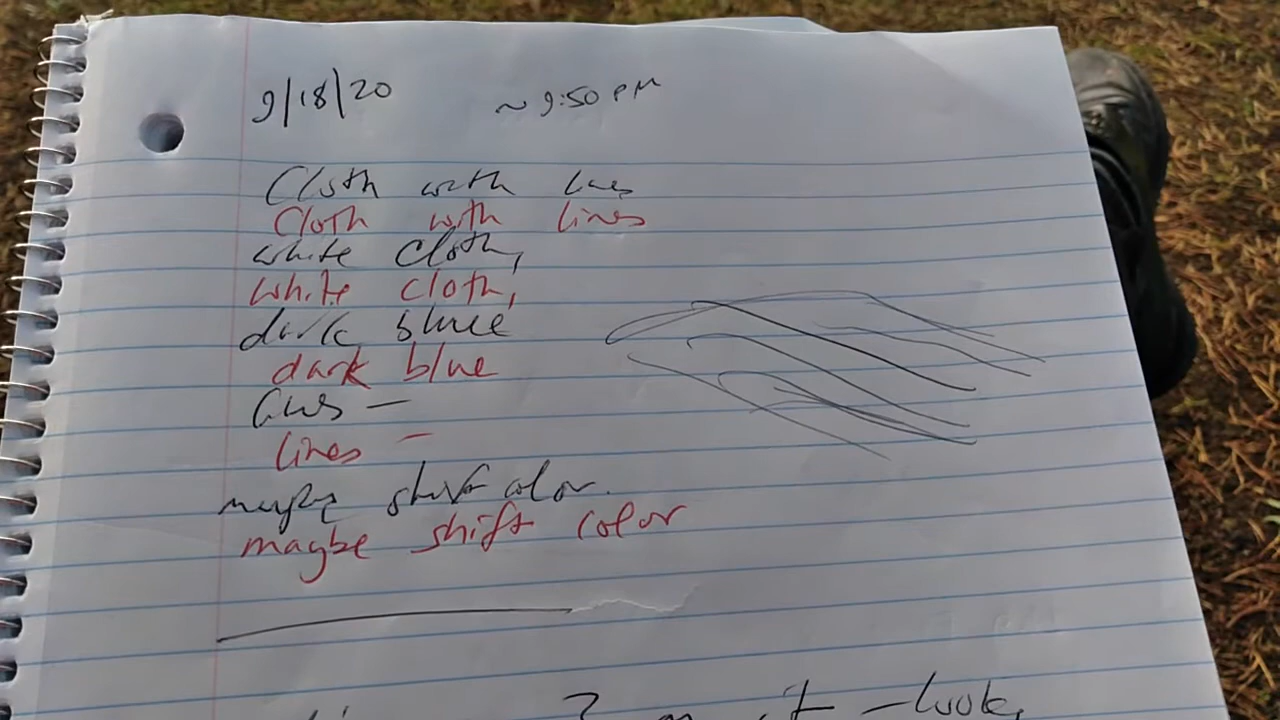 9/18/20 ~9:50 PM
Cloth with lines
Cloth with lines
white cloth,
white cloth,
dark blue
dark blue
lines —
lines —
maybe shift color.
maybe shift color
— look,